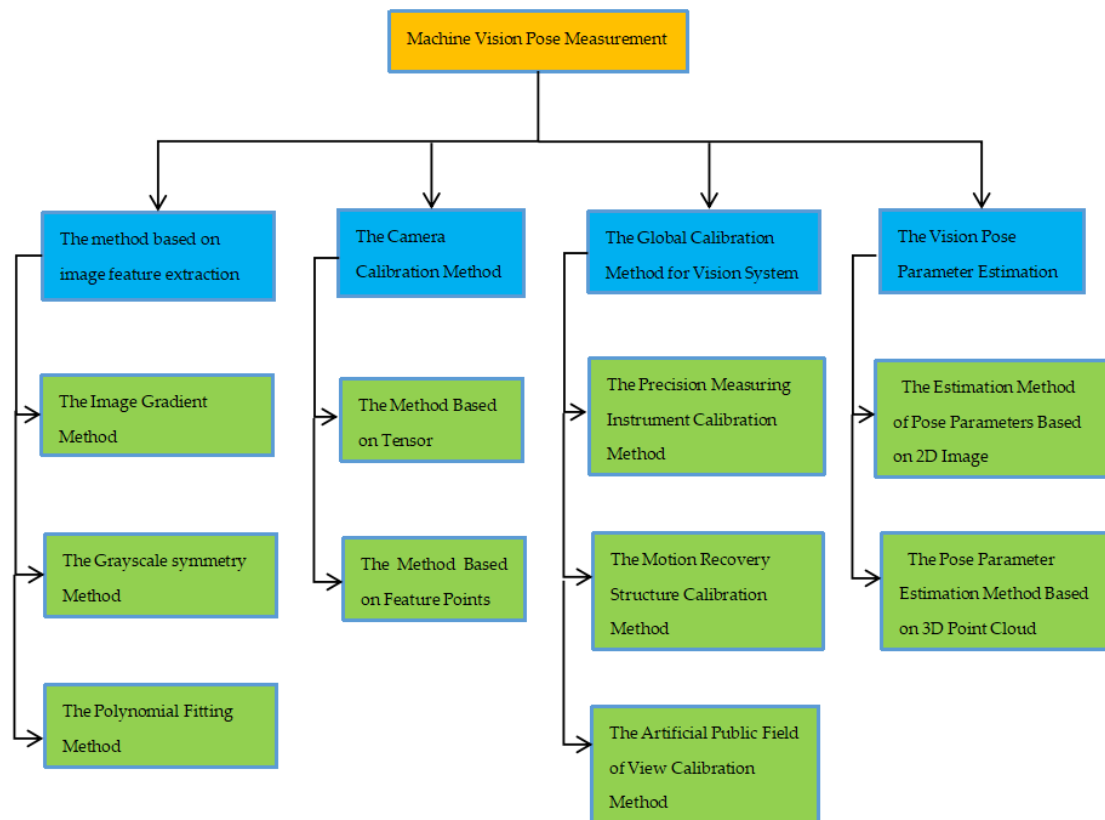 Machine Vision Pose Measurement
The method based on
image feature extraction
The Camera
Calibration Method
The Global Calibration
Method for Vision System
The Vision Pose
Parameter Estimation
The Image Gradient
Method
The Grayscale symmetry
Method
The Polynomial Fitting
Method
The Method Based
on Tensor
The Method Based
on Feature Points
The Precision Measuring
Instrument Calibration
Method
The Motion Recovery
Structure Calibration
Method
The Artificial Public Field
of View Calibration
Method
The Estimation Method
of Pose Parameters Based
on 2D Image
The Pose Parameter
Estimation Method Based
on 3D Point Cloud